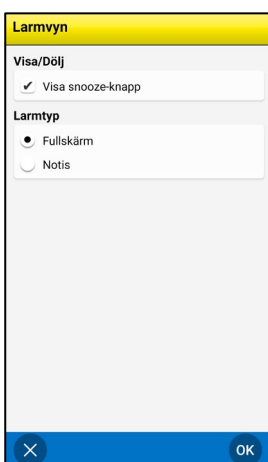 Larmvyn
Visa/Dölj
Visa snooze-knapp
Larmtyp
Fullskärm
Notis
OK